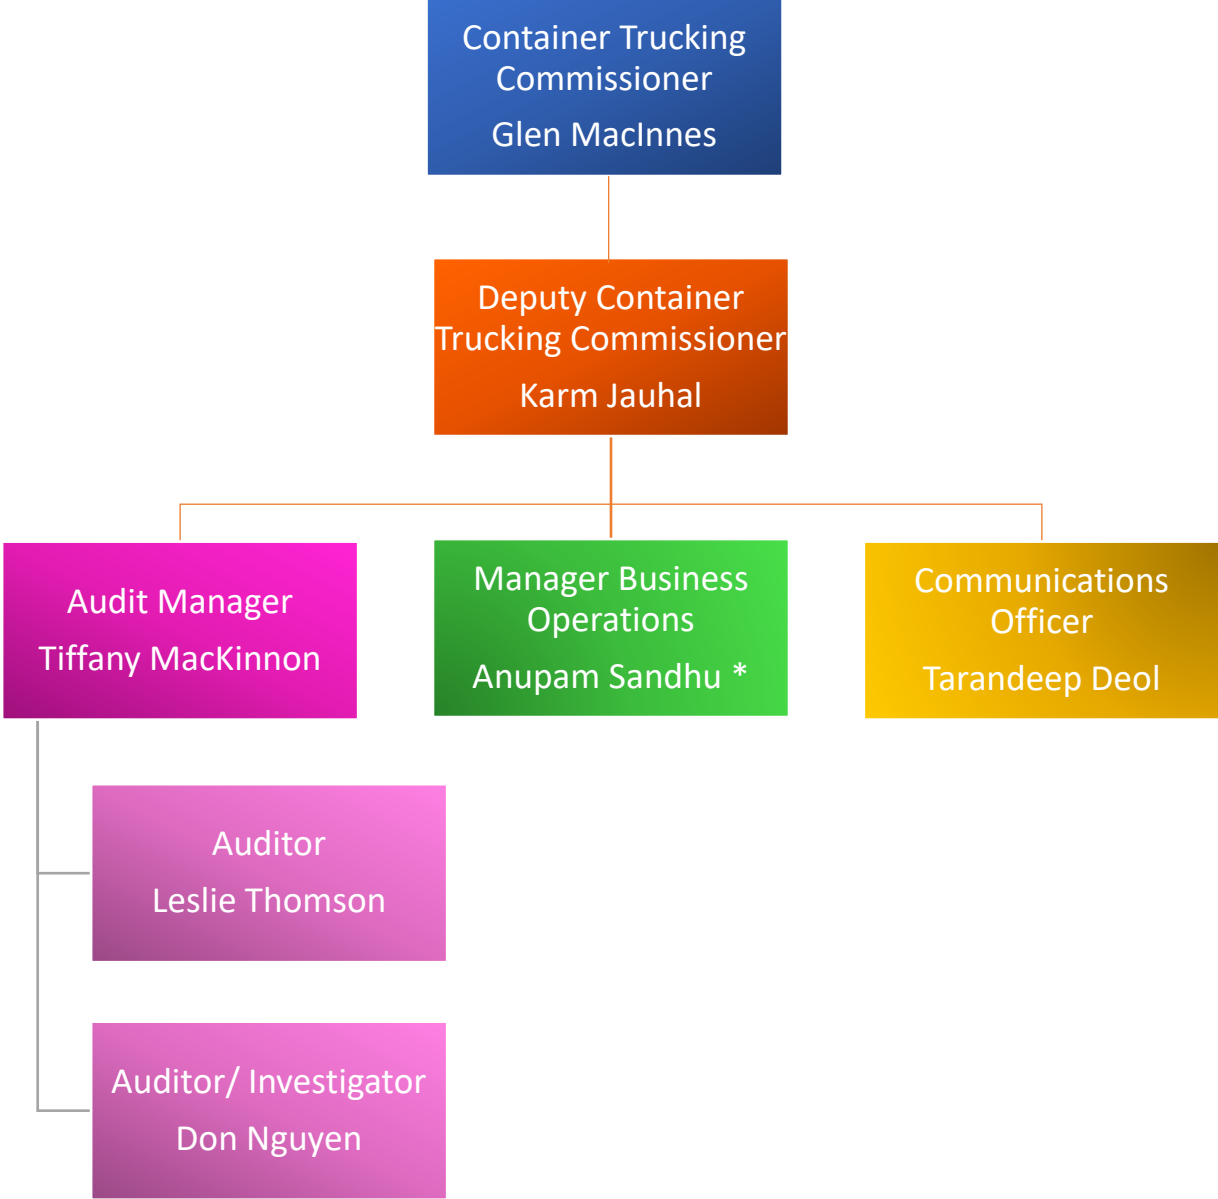 Container Trucking
Commissioner
Glen MacInnes
Deputy Container
Trucking Commissioner
Karm Jauhal
Audit Manager
Tiffany MacKinnon
Manager Business
Operations
Anupam Sandhu *
Communications
Officer
Tarandeep Deol
Auditor
Leslie Thomson
Auditor/ Investigator
Don Nguyen